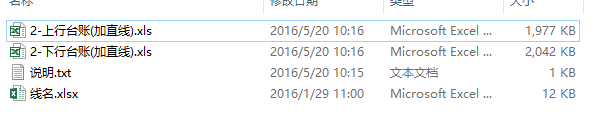 修改日期 类型 大小
2-上行台账(加直线).xls 2016/5/20 10:16 Microsoft Excel ... 1,977 KB
2-下行台账(加直线).xls 2016/5/20 10:16 Microsoft Excel ... 2,042 KB
说明.txt 2016/5/20 10:15 文本文档 1 KB
线名.xlsx 2016/1/29 11:00 Microsoft Excel ... 12 KB